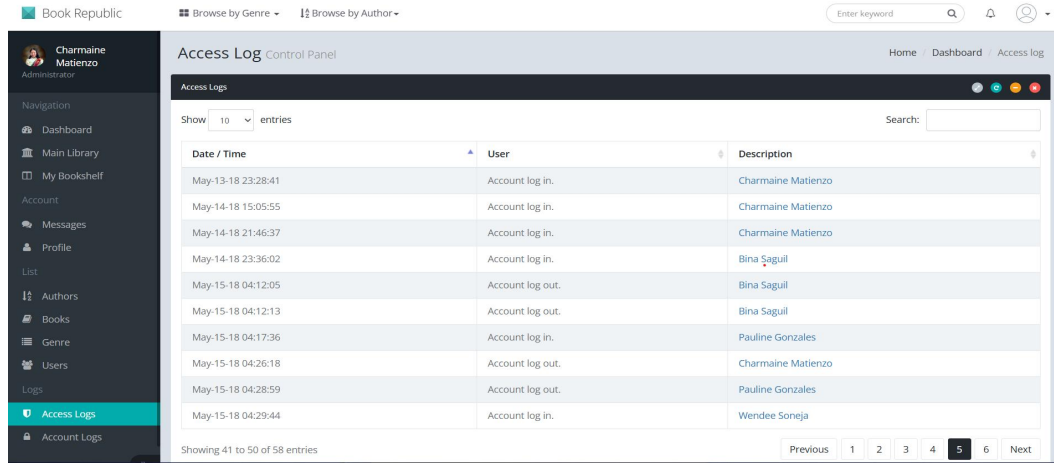 Book Republic
Browse by Genre
Browse by Author
Enter keyword
Charmaine
Matienzo
Administrator
Navigation
Dashboard
Main Library
My Bookshelf
Account
Messages
Profile
List
Authors
Books
Genre
Users
Logs
Access Logs
Account Logs
Access Log Control Panel
Home / Dashboard / Access log
Access Logs
Show 10 entries
Search:
Date / Time User Description
May-13-18 23:28:41 Account log in. Charmaine Matienzo
May-14-18 15:05:55 Account log in. Charmaine Matienzo
May-14-18 21:46:37 Account log in. Charmaine Matienzo
May-14-18 23:36:02 Account log in. Bina Saguil
May-15-18 04:12:05 Account log out. Bina Saguil
May-15-18 04:12:13 Account log out. Bina Saguil
May-15-18 04:17:36 Account log in. Pauline Gonzales
May-15-18 04:26:18 Account log out. Charmaine Matienzo
May-15-18 04:28:59 Account log out. Pauline Gonzales
May-15-18 04:29:44 Account log in. Wendee Soneja
Showing 41 to 50 of 58 entries
Previous 1 2 3 4 5 6 Next